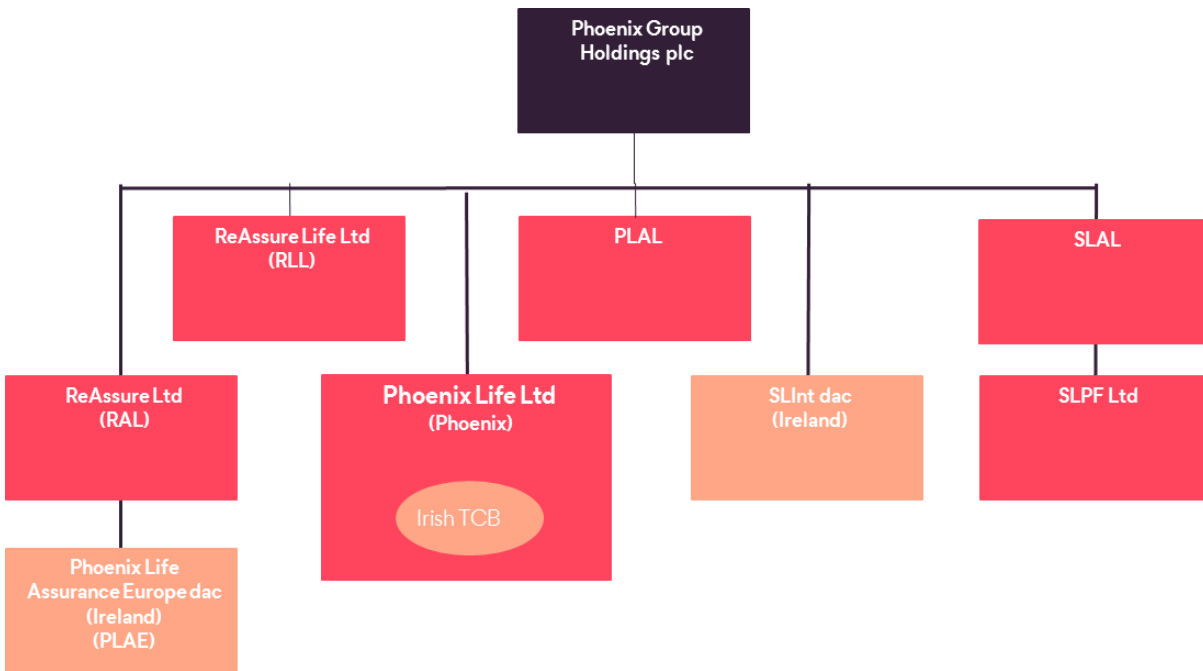 Phoenix Group
Holdings plc
ReAssure Life Ltd
(RLL)
PLAL
SLAL
ReAssure Ltd
(RAL)
Phoenix Life Ltd
(Phoenix)
Irish TCB
SLInt dac
(Ireland)
SLPF Ltd
Phoenix Life
Assurance Europe dac
(Ireland)
(PLAE)